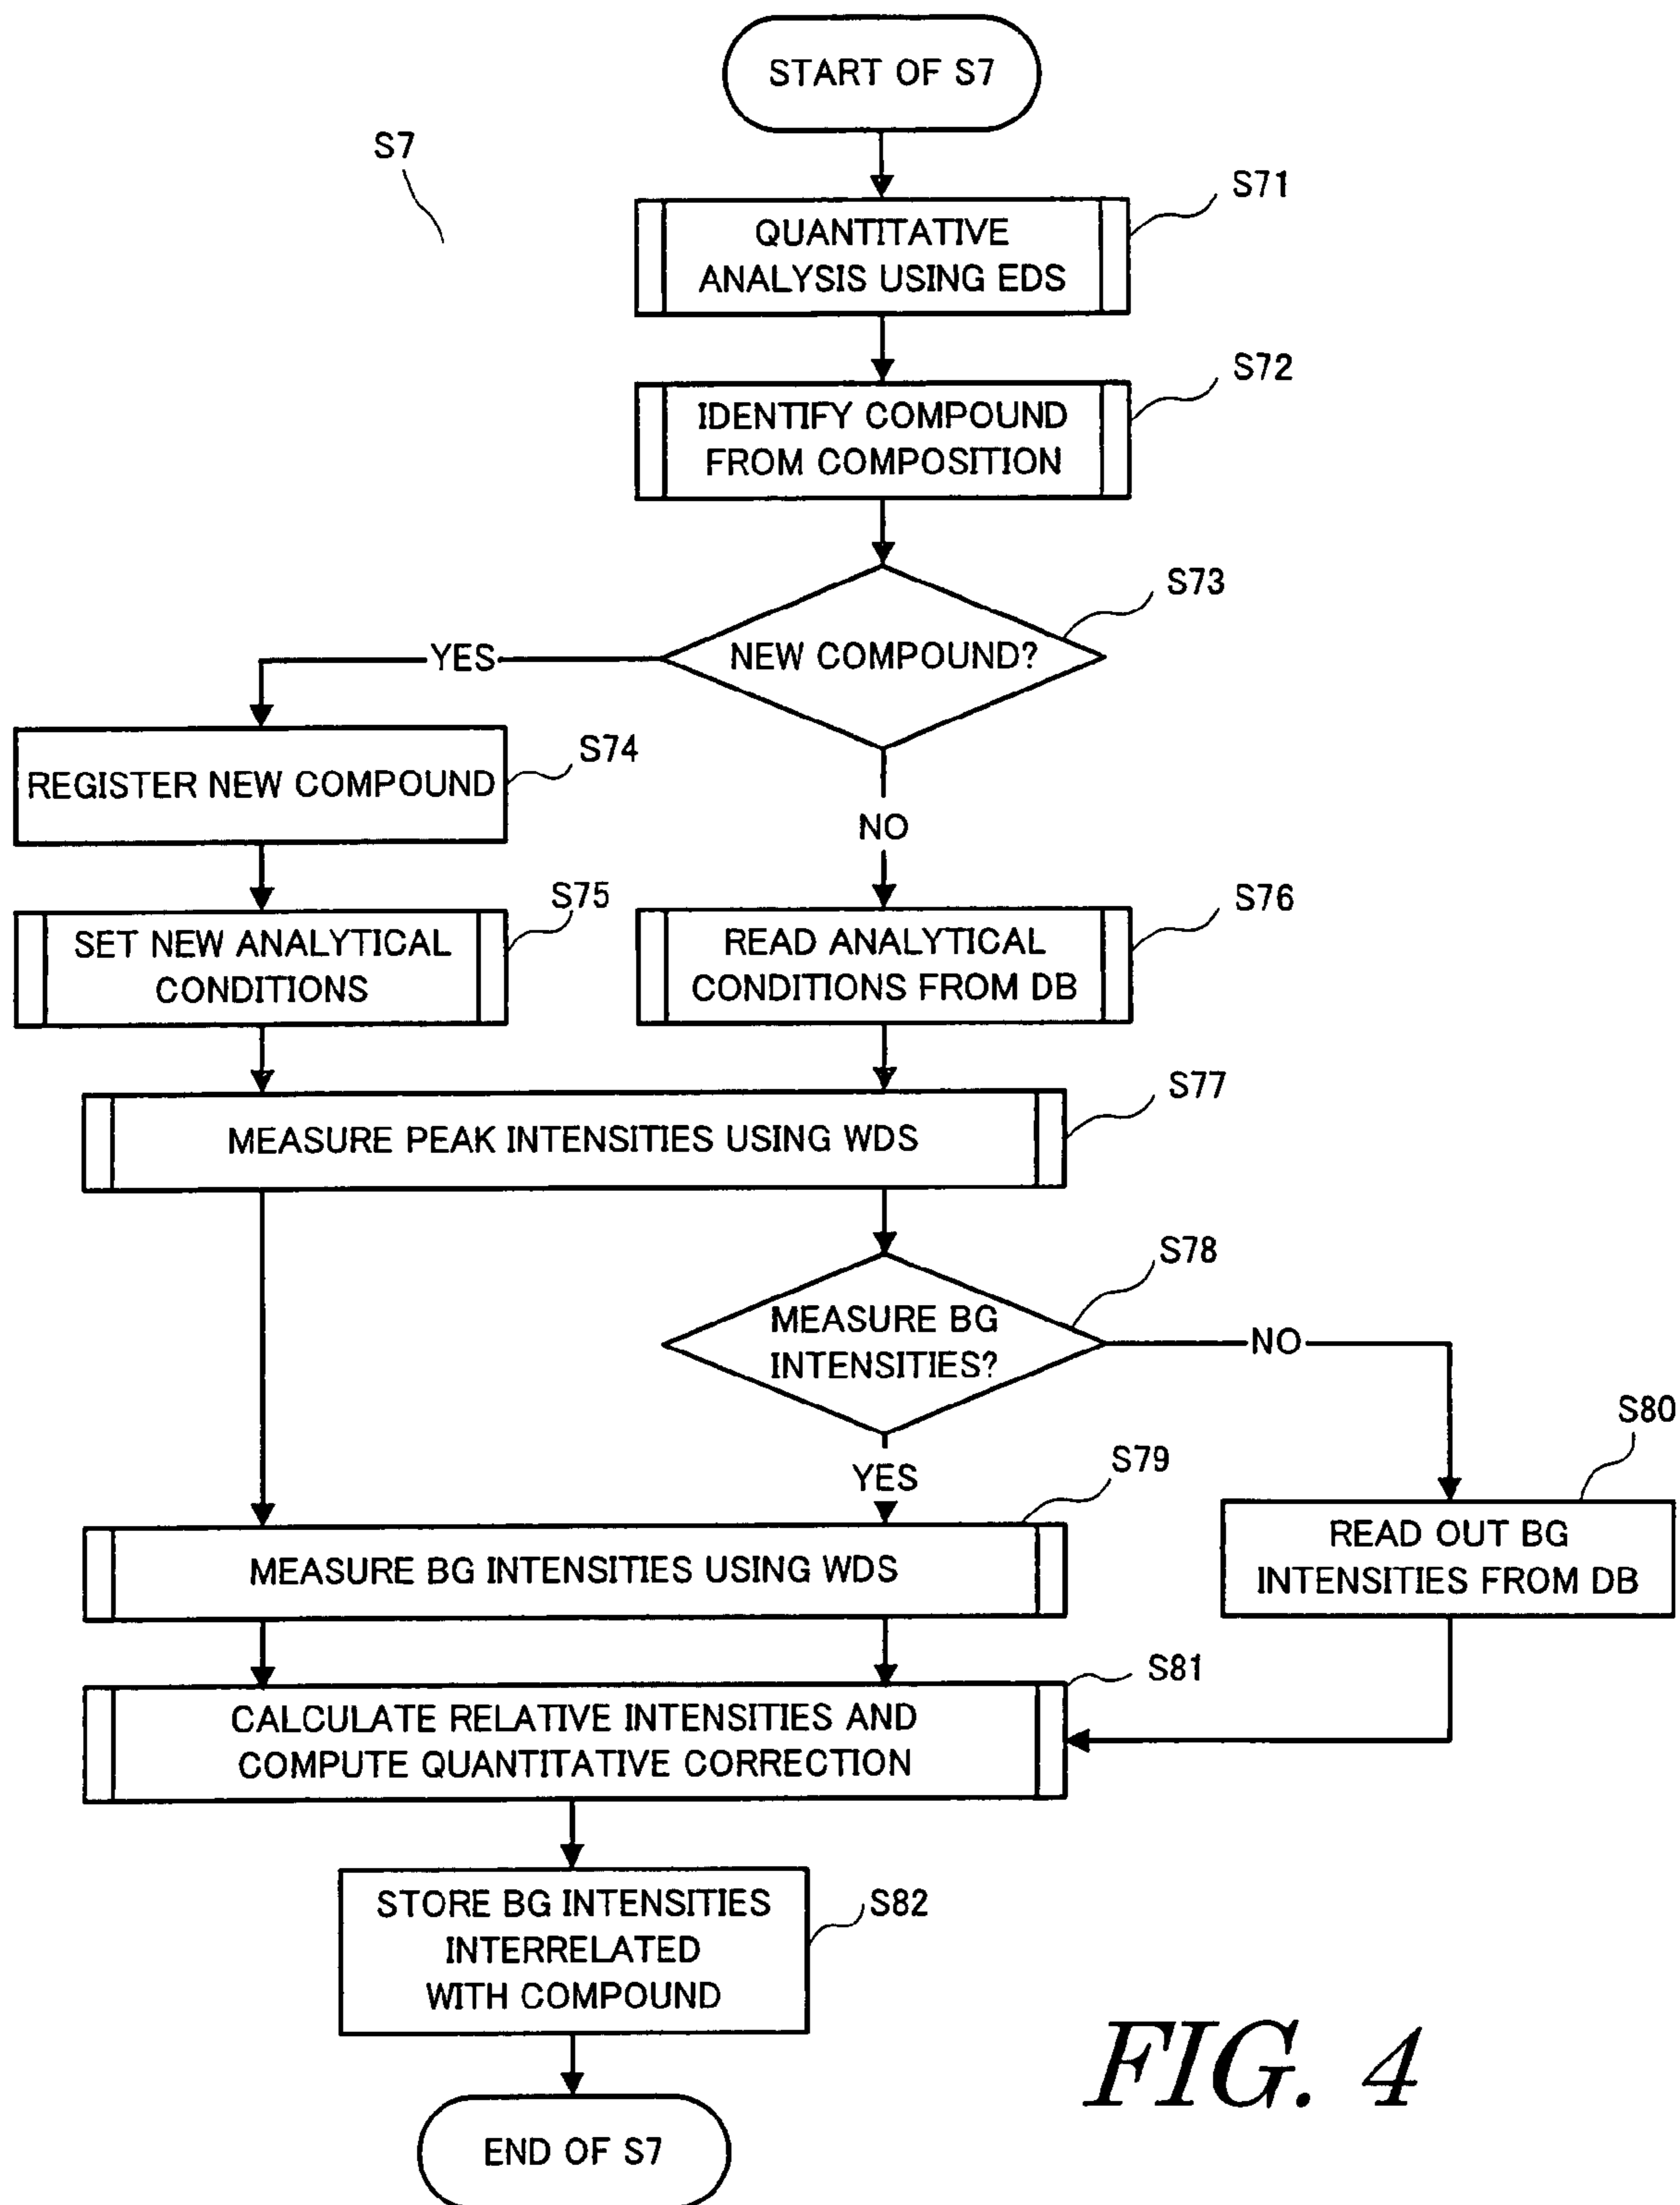 START OF S7
S7
S71
QUANTITATIVE
ANALYSIS USING EDS
S72
IDENTIFY COMPOUND
FROM COMPOSITION
S73
NEW COMPOUND?
YES
S74
REGISTER NEW COMPOUND
NO
S75
SET NEW ANALYTICAL
CONDITIONS
S76
READ ANALYTICAL
CONDITIONS FROM DB
S77
MEASURE PEAK INTENSITIES USING WDS
S78
MEASURE BG
INTENSITIES?
NO
S80
YES
S79
MEASURE BG INTENSITIES USING WDS
READ OUT BG
INTENSITIES FROM DB
S81
CALCULATE RELATIVE INTENSITIES AND
COMPUTE QUANTITATIVE CORRECTION
S82
STORE BG INTENSITIES
INTERRELATED
WITH COMPOUND
END OF S7
FIG. 4